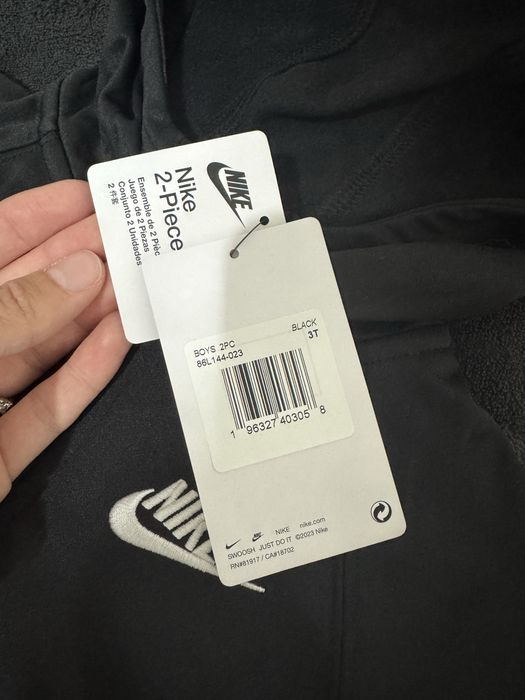 NIKE
Nike
2-Piece
Ensemble de 2 Pièc
Juego de 2 Piezas
Conjunto 2 Unidades
2 件套
BOYS 2PC
BLACK
86L144-023
3T
1 96327 40305 8
NIKE nike.com
SWOOSH JUST DO IT ©2023 Nike
RN#81917 / CA#18702
NIKE